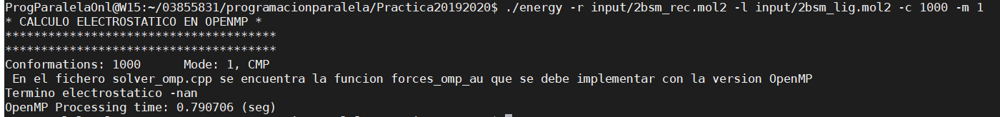 ProgParalelaOnl@W15:~/03855831/programacionparalela/Practica20192020$ ./energy -r input/2bsm_rec.mol2 -l input/2bsm_lig.mol2 -c 1000 -m 1
* CALCULO ELECTROSTATICO EN OPENMP *
**************************************
**************************************
Conformations: 1000      Mode: 1, CMP
 En el fichero solver_omp.cpp se encuentra la funcion forces_omp_au que se debe implementar con la version OpenMP
Termino electrostatico -nan
OpenMP Processing time: 0.790706 (seg)